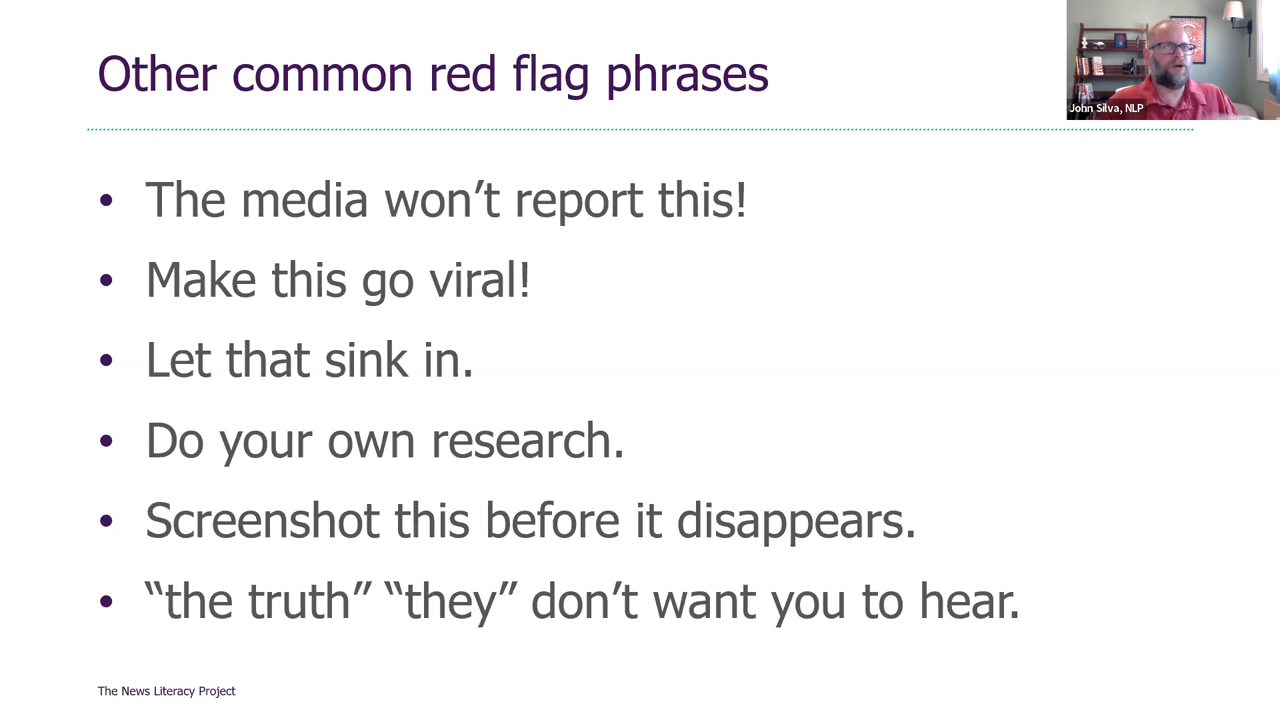 Other common red flag phrases
John Silva, NLP
• The media won’t report this!
• Make this go viral!
• Let that sink in.
• Do your own research.
• Screenshot this before it disappears.
• “the truth” “they” don’t want you to hear.
The News Literacy Project